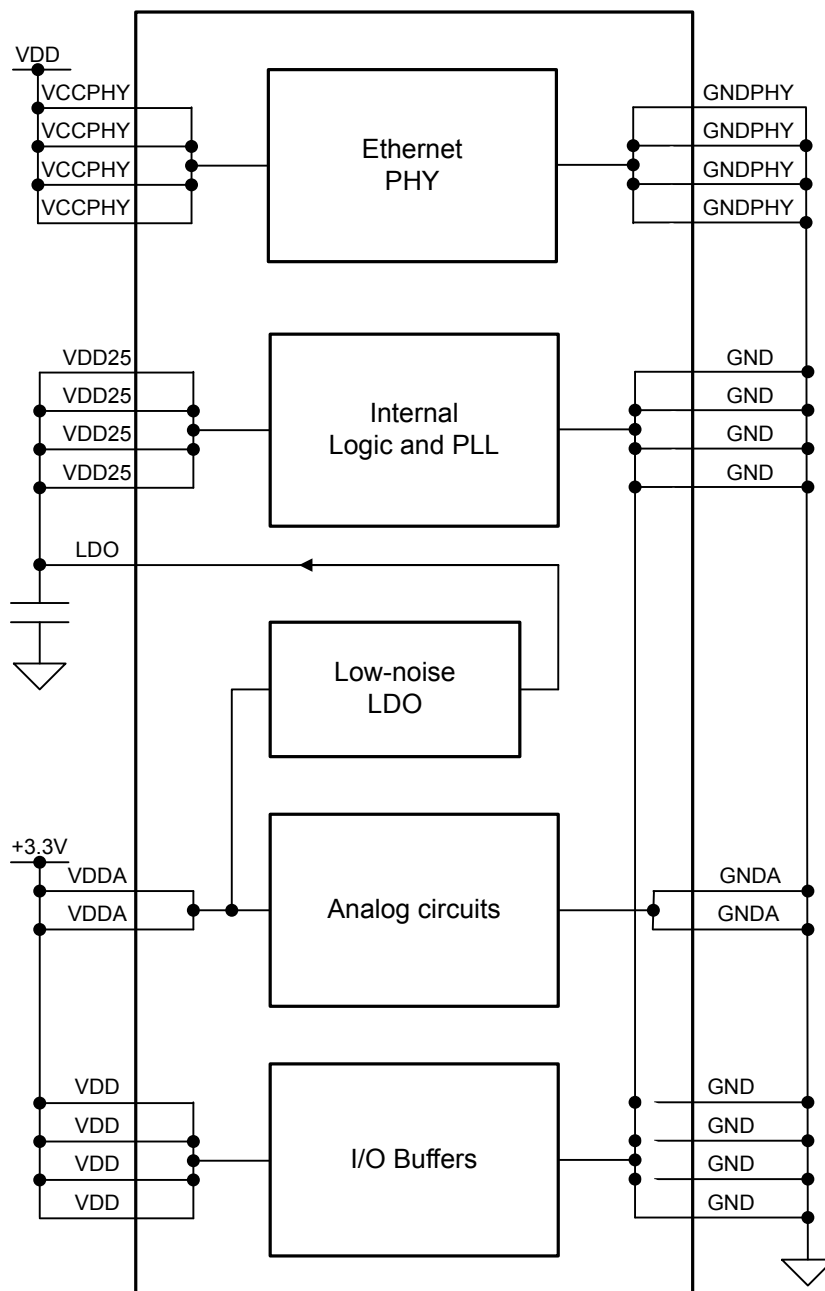 VDD
VCCPHY
VCCPHY
VCCPHY
VCCPHY
Ethernet
PHY
GNDPHY
GNDPHY
GNDPHY
GNDPHY
VDD25
VDD25
VDD25
VDD25
Internal
Logic and PLL
GND
GND
GND
GND
LDO
Low-noise
LDO
+3.3V
VDDA
VDDA
Analog circuits
GNDA
GNDA
VDD
VDD
VDD
VDD
I/O Buffers
GND
GND
GND
GND